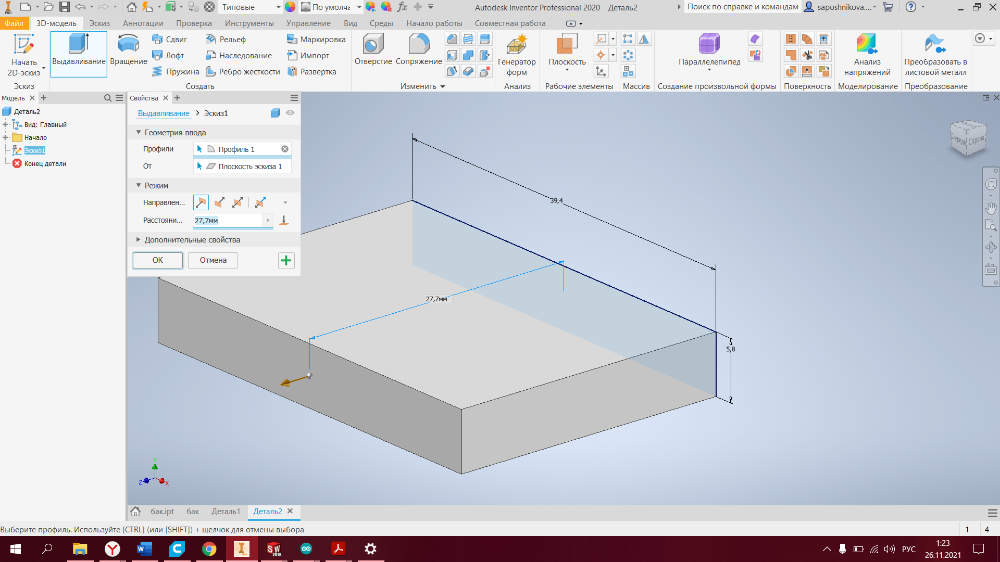 PRO
Типовые
По умолча
fx
Autodesk Inventor Professional 2020 Деталь2
Поиск по справке и командам
saposhnikova....
Файл
3D-модель
Эскиз
Аннотации
Проверка
Инструменты
Управление
Вид
Среды
Начало работы
Совместная работа
Начать
2D-эскиз
Эскиз
Выдавливание
Вращение
Сдвиг
Лофт
Пружина
Рельеф
Наследование
Ребро жесткости
Маркировка
Импорт
Развертка
Создать
Отверстие
Сопряжение
Изменить
Генератор
форм
Анализ
Плоскость
Рабочие элементы
Массив
Параллелепипед
Создание произвольной формы
Поверхность
Анализ
напряжений
Моделирование
Преобразовать в
листовой металл
Преобразование
Модель
Деталь2
Вид: Главный
Начало
Эскиз1
Конец детали
Свойства
Выдавливание > Эскиз1
Геометрия ввода
Профили
Профиль 1
От
Плоскость эскиза 1
Режим
Направлен...
Расстояни...
27,7мм
Дополнительные свойства
ОК
Отмена
39,4
27,7мм
5,8
Спереди
Справа
Y
Z
X
бак.ipt
бак
Деталь1
Деталь2
Выберите профиль. Используйте [CTRL] (или [SHIFT]) + щелчок для отмены выбора
1
4
SW
2018
РУС
1:23
26.11.2021